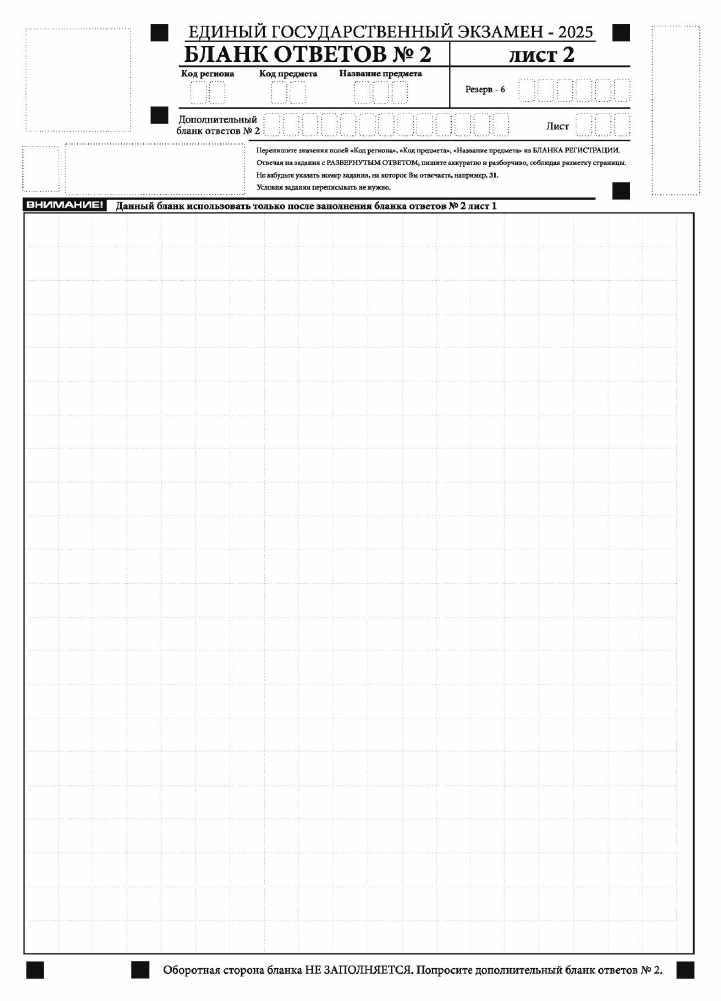 ЕДИНЫЙ ГОСУДАРСТВЕННЫЙ ЭКЗАМЕН - 2025
БЛАНК ОТВЕТОВ № 2 лист 2
Код региона Код предмета Название предмета
Резерв - 6
Дополнительный
бланк ответов № 2
Лист
Перепишите значения полей «Код региона», «Код предмета», «Название предмета» из БЛАНКА РЕГИСТРАЦИИ.
Отвечая на задания с РАЗВЕРНУТЫМ ОТВЕТОМ, пишите аккуратно и разборчиво, соблюдая разметку страницы.
Не забудьте указать номер задания, на которое Вы отвечаете, например, 31.
Условия задания переписывать не нужно.
ВНИМАНИЕ! Данный бланк использовать только после заполнения бланка ответов № 2 лист 1
Оборотная сторона бланка НЕ ЗАПОЛНЯЕТСЯ. Попросите дополнительный бланк ответов № 2.